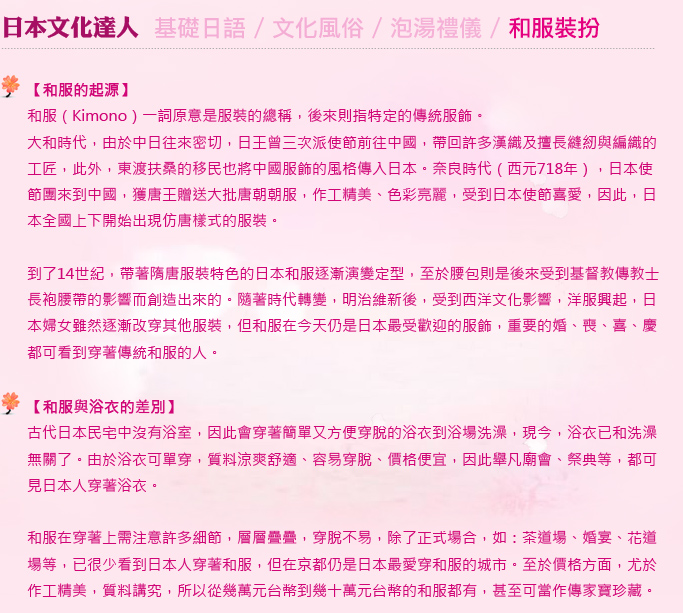 日本文化達人 基礎日語 / 文化風俗 / 泡湯禮儀 / 和服裝扮
【和服的起源】
和服（Kimono）一詞原意是服裝的總稱，後來則指特定的傳統服飾。
大和時代，由於中日往來密切，日王曾三次派使節前往中國，帶回許多漢織及擅長縫紉與編織的
工匠，此外，東渡扶桑的移民也將中國服飾的風格傳入日本。奈良時代（西元718年），日本使
節團來到中國，獲唐王贈送大批唐朝朝服，作工精美、色彩亮麗，受到日本使節喜愛，因此，日
本全國上下開始出現仿唐樣式的服裝。
到了14世紀，帶著隋唐服裝特色的日本和服逐漸演變定型，至於腰包則是後來受到基督教傳教士
長袍腰帶的影響而創造出來的。隨著時代轉變，明治維新後，受到西洋文化影響，洋服興起，日
本婦女雖然逐漸改穿其他服裝，但和服在今天仍是日本最受歡迎的服飾，重要的婚、喪、喜、慶
都可看到穿著傳統和服的人。
【和服與浴衣的差別】
古代日本民宅中沒有浴室，因此會穿著簡單又方便穿脫的浴衣到浴場洗澡，現今，浴衣已和洗澡
無關了。由於浴衣可單穿，質料涼爽舒適、容易穿脫、價格便宜，因此舉凡廟會、祭典等，都可
見日本人穿著浴衣。
和服在穿著上需注意許多細節，層層疊疊，穿脫不易，除了正式場合，如：茶道場、婚宴、花道
場等，已很少看到日本人穿著和服，但在京都仍是日本最愛穿和服的城市。至於價格方面，尤於
作工精美，質料講究，所以從幾萬元台幣到幾十萬元台幣的和服都有，甚至可當作傳家寶珍藏。